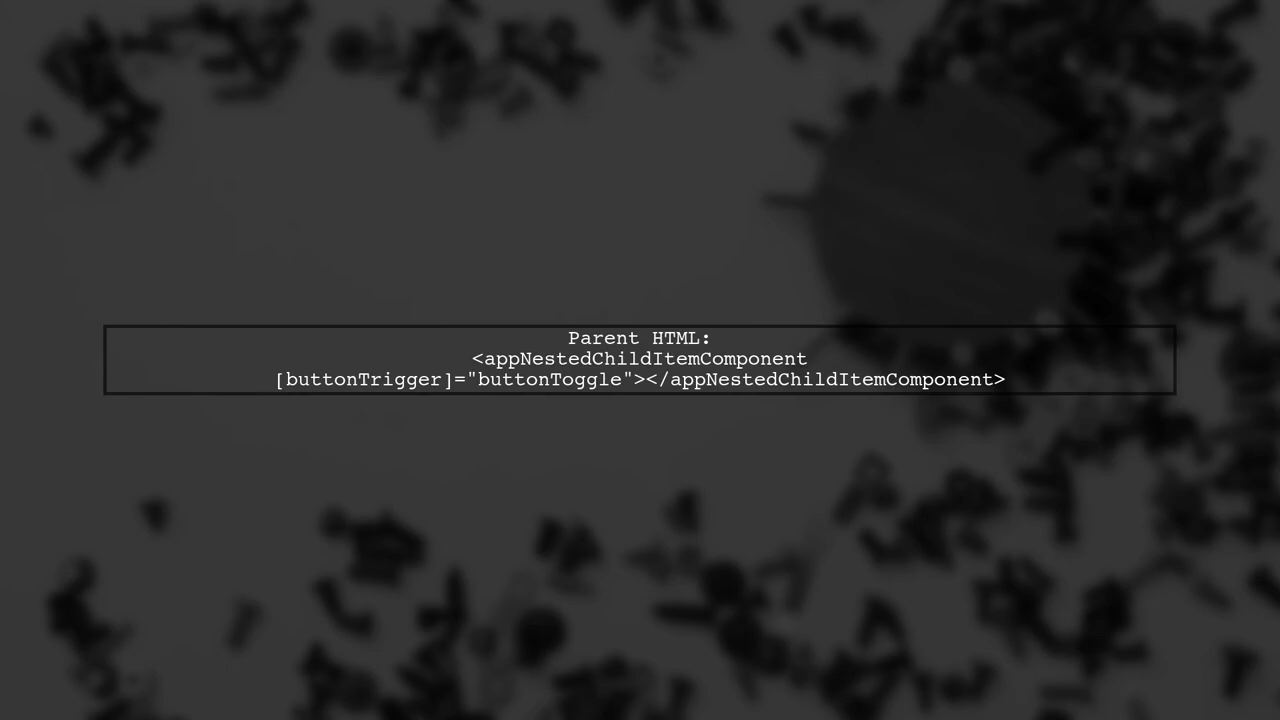 Parent HTML:
<appNestedChildItemComponent
[buttonTrigger]="buttonToggle"></appNestedChildItemComponent>